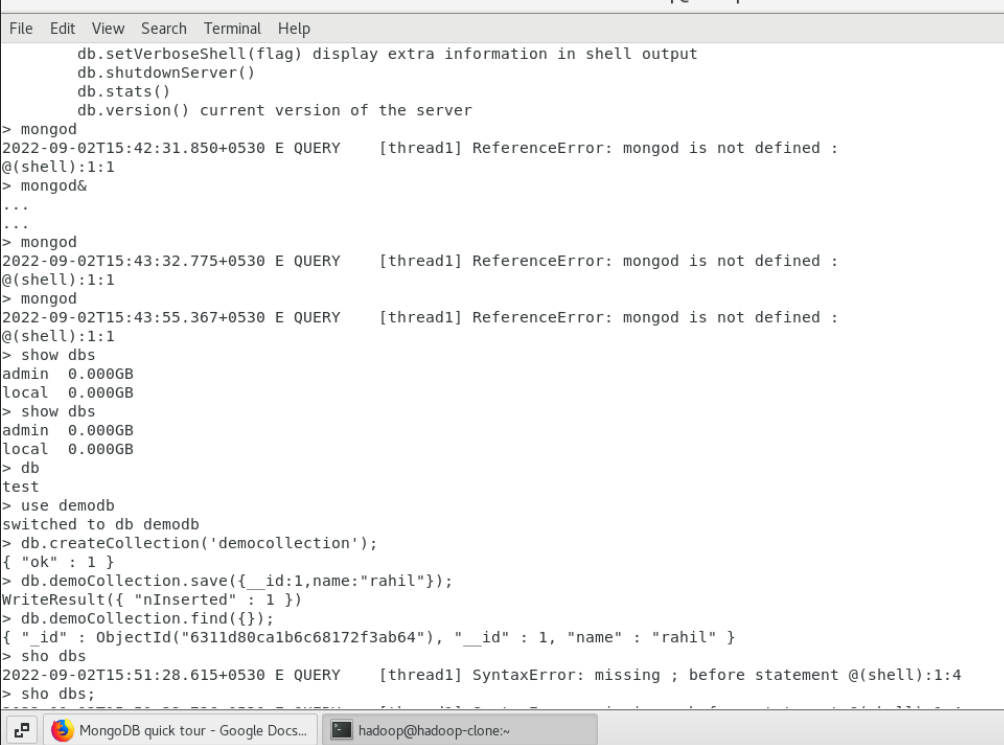 File Edit View Search Terminal Help
db.setVerboseShell(flag) display extra information in shell output
db.shutdownServer()
db.stats()
db.version() current version of the server
> mongod
2022-09-02T15:42:31.850+0530 E QUERY    [thread1] ReferenceError: mongod is not defined :
@(shell):1:1
> mongod&
...
...
> mongod
2022-09-02T15:43:32.775+0530 E QUERY    [thread1] ReferenceError: mongod is not defined :
@(shell):1:1
> mongod
2022-09-02T15:43:55.367+0530 E QUERY    [thread1] ReferenceError: mongod is not defined :
@(shell):1:1
> show dbs
admin  0.000GB
local  0.000GB
> show dbs
admin  0.000GB
local  0.000GB
> db
test
> use demodb
switched to db demodb
> db.createCollection('democollection');
{ "ok" : 1 }
> db.demoCollection.save({__id:1,name:"rahil"});
WriteResult({ "nInserted" : 1 })
> db.demoCollection.find({});
{ "_id" : ObjectId("6311d80ca1b6c68172f3ab64"), "__id" : 1, "name" : "rahil" }
> sho dbs
2022-09-02T15:51:28.615+0530 E QUERY    [thread1] SyntaxError: missing ; before statement @(shell):1:4
> sho dbs;
MongoDB quick tour - Google Docs...
hadoop@hadoop-clone:~